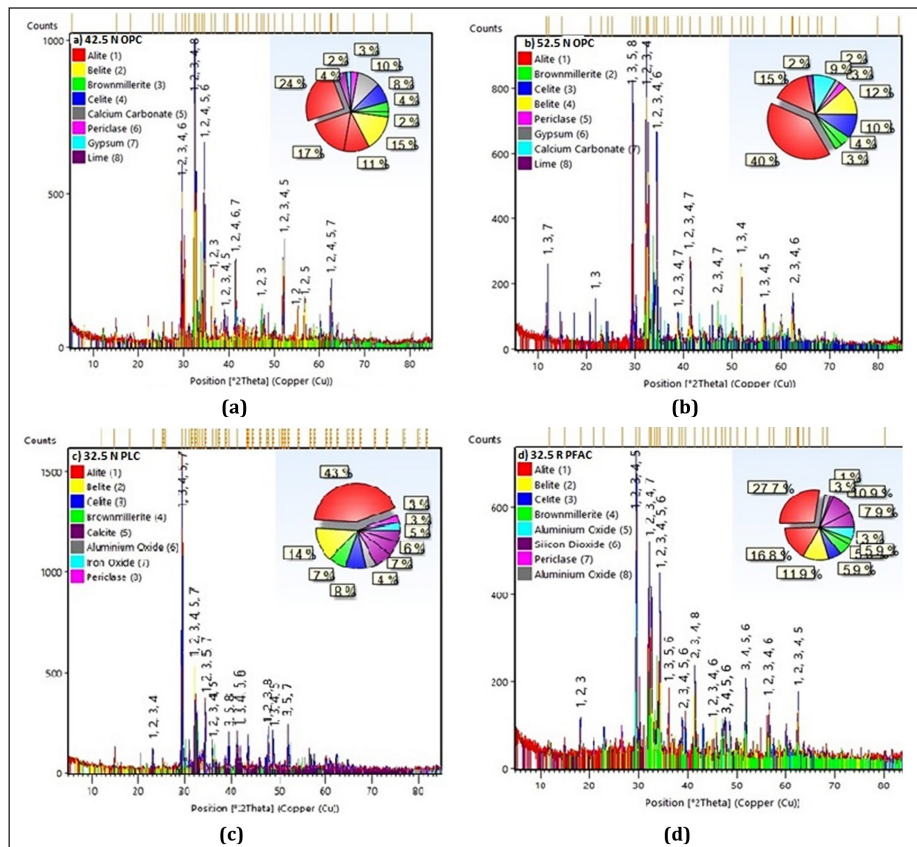 Counts
a) 42.5 N OPC
1000
500
0
Alite (1)
Belite (2)
Brownmillerite (3)
Celite (4)
Calcium Carbonate (5)
Periclase (6)
Gypsum (7)
Lime (8)
3 %
2 %
10 %
4 %
8 %
24 %
4 %
2 %
15 %
17 %
11 %
1, 2, 3, 4, 6
1, 2, 4, 5, 6
1, 2, 3
1, 2, 3, 4, 5
1, 2, 4, 6, 7
1, 2, 3
1, 2, 3, 4, 5
1, 2, 5
1, 2, 4, 5, 7
10 20 30 40 50 60 70 80
Position [°2Theta] (Copper (Cu))
(a)
Counts
b) 52.5 N OPC
800
600
400
200
0
Alite (1)
Brownmillerite (2)
Celite (3)
Belite (4)
Periclase (5)
Gypsum (6)
Calcium Carbonate (7)
Lime (8)
2 %
2 %
9 %
3 %
15 %
12 %
10 %
4 %
40 %
3 %
1, 3, 7
1, 3
1, 3, 5, 8
1, 2, 3, 4, 6
1, 2, 3, 4, 7
1, 2, 3, 4, 7
2, 3, 4, 7
1, 3, 4
1, 3, 4, 5
2, 3, 4, 6
10 20 30 40 50 60 70 80
Position [°2Theta] (Copper (Cu))
(b)
Counts
c) 32.5 N PLC
1500
1000
500
0
Alite (1)
Belite (2)
Celite (3)
Brownmillerite (4)
Calcite (5)
Aluminium Oxide (6)
Iron Oxide (7)
43 %
3 %
3 %
5 %
6 %
14 %
7 %
7 %
4 %
8 %
1, 2, 3, 4
1, 2, 3, 4, 5, 7
1, 2, 3, 4, 5
1, 2, 3, 8
1, 3, 4, 5
3, 5, 7
10 20 30 40 50 60 70 80
(c)
Counts
d) 32.5 R PFAC
600
400
200
0
Alite (1)
Belite (2)
Celite (3)
Brownmillerite (4)
Aluminium Oxide (5)
Silicon Dioxide (6)
Periclase (7)
Aluminium Oxide (8)
1 %
3 %
10.9 %
27.7 %
7.9 %
3 %
5.9 %
16.8 %
5.9 %
11.9 %
1, 2, 3
1, 2, 3, 4, 5
1, 2, 3, 4, 7
1, 2, 3, 4, 5, 6
1, 3, 5, 6
2, 3, 4, 5, 6
2, 3, 4, 8
1, 2, 3, 4, 6
3, 4, 5, 6
3, 4, 5, 6
1, 2, 3, 4, 6
1, 2, 3, 4, 5
10 20 30 40 50 60 70 80
Position [°2Theta] (Copper (Cu))
(d)